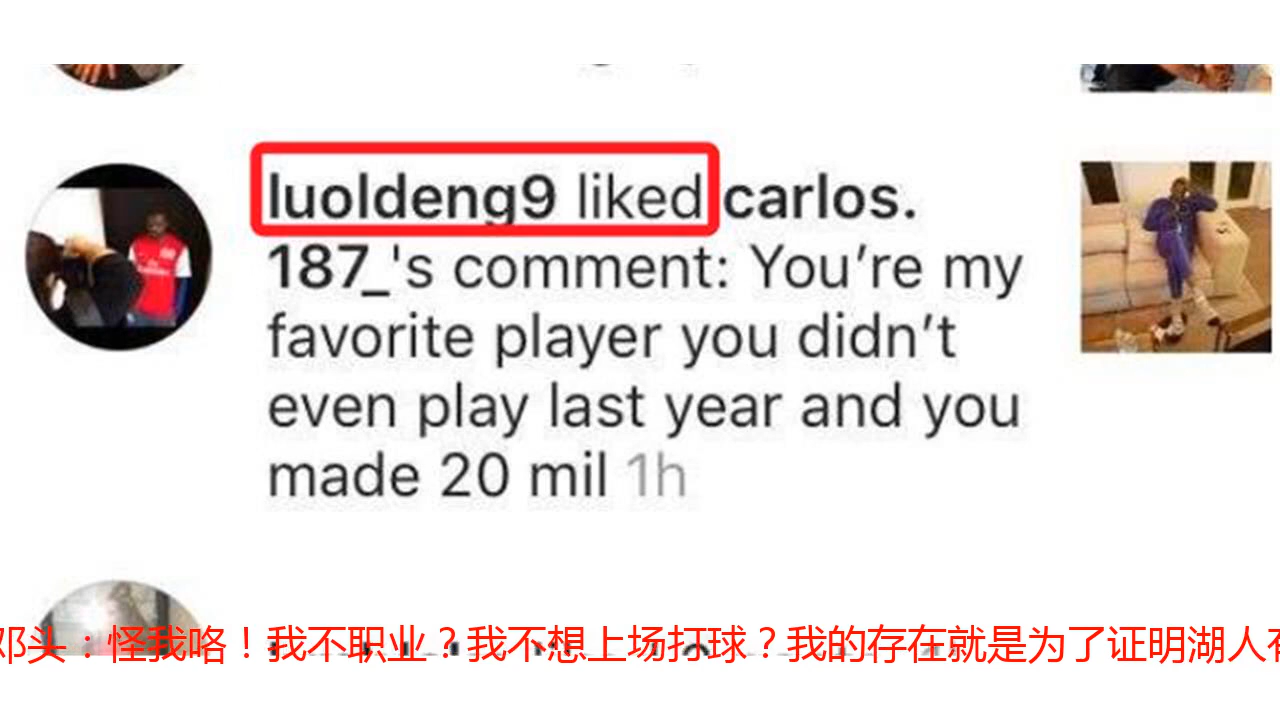 luoldeng9 liked carlos.
187_'s comment: You're my
favorite player you didn't
even play last year and you
made 20 mil 1h
邓头：怪我咯！我不职业？我不想上场打球？我的存在就是为了证明湖人有